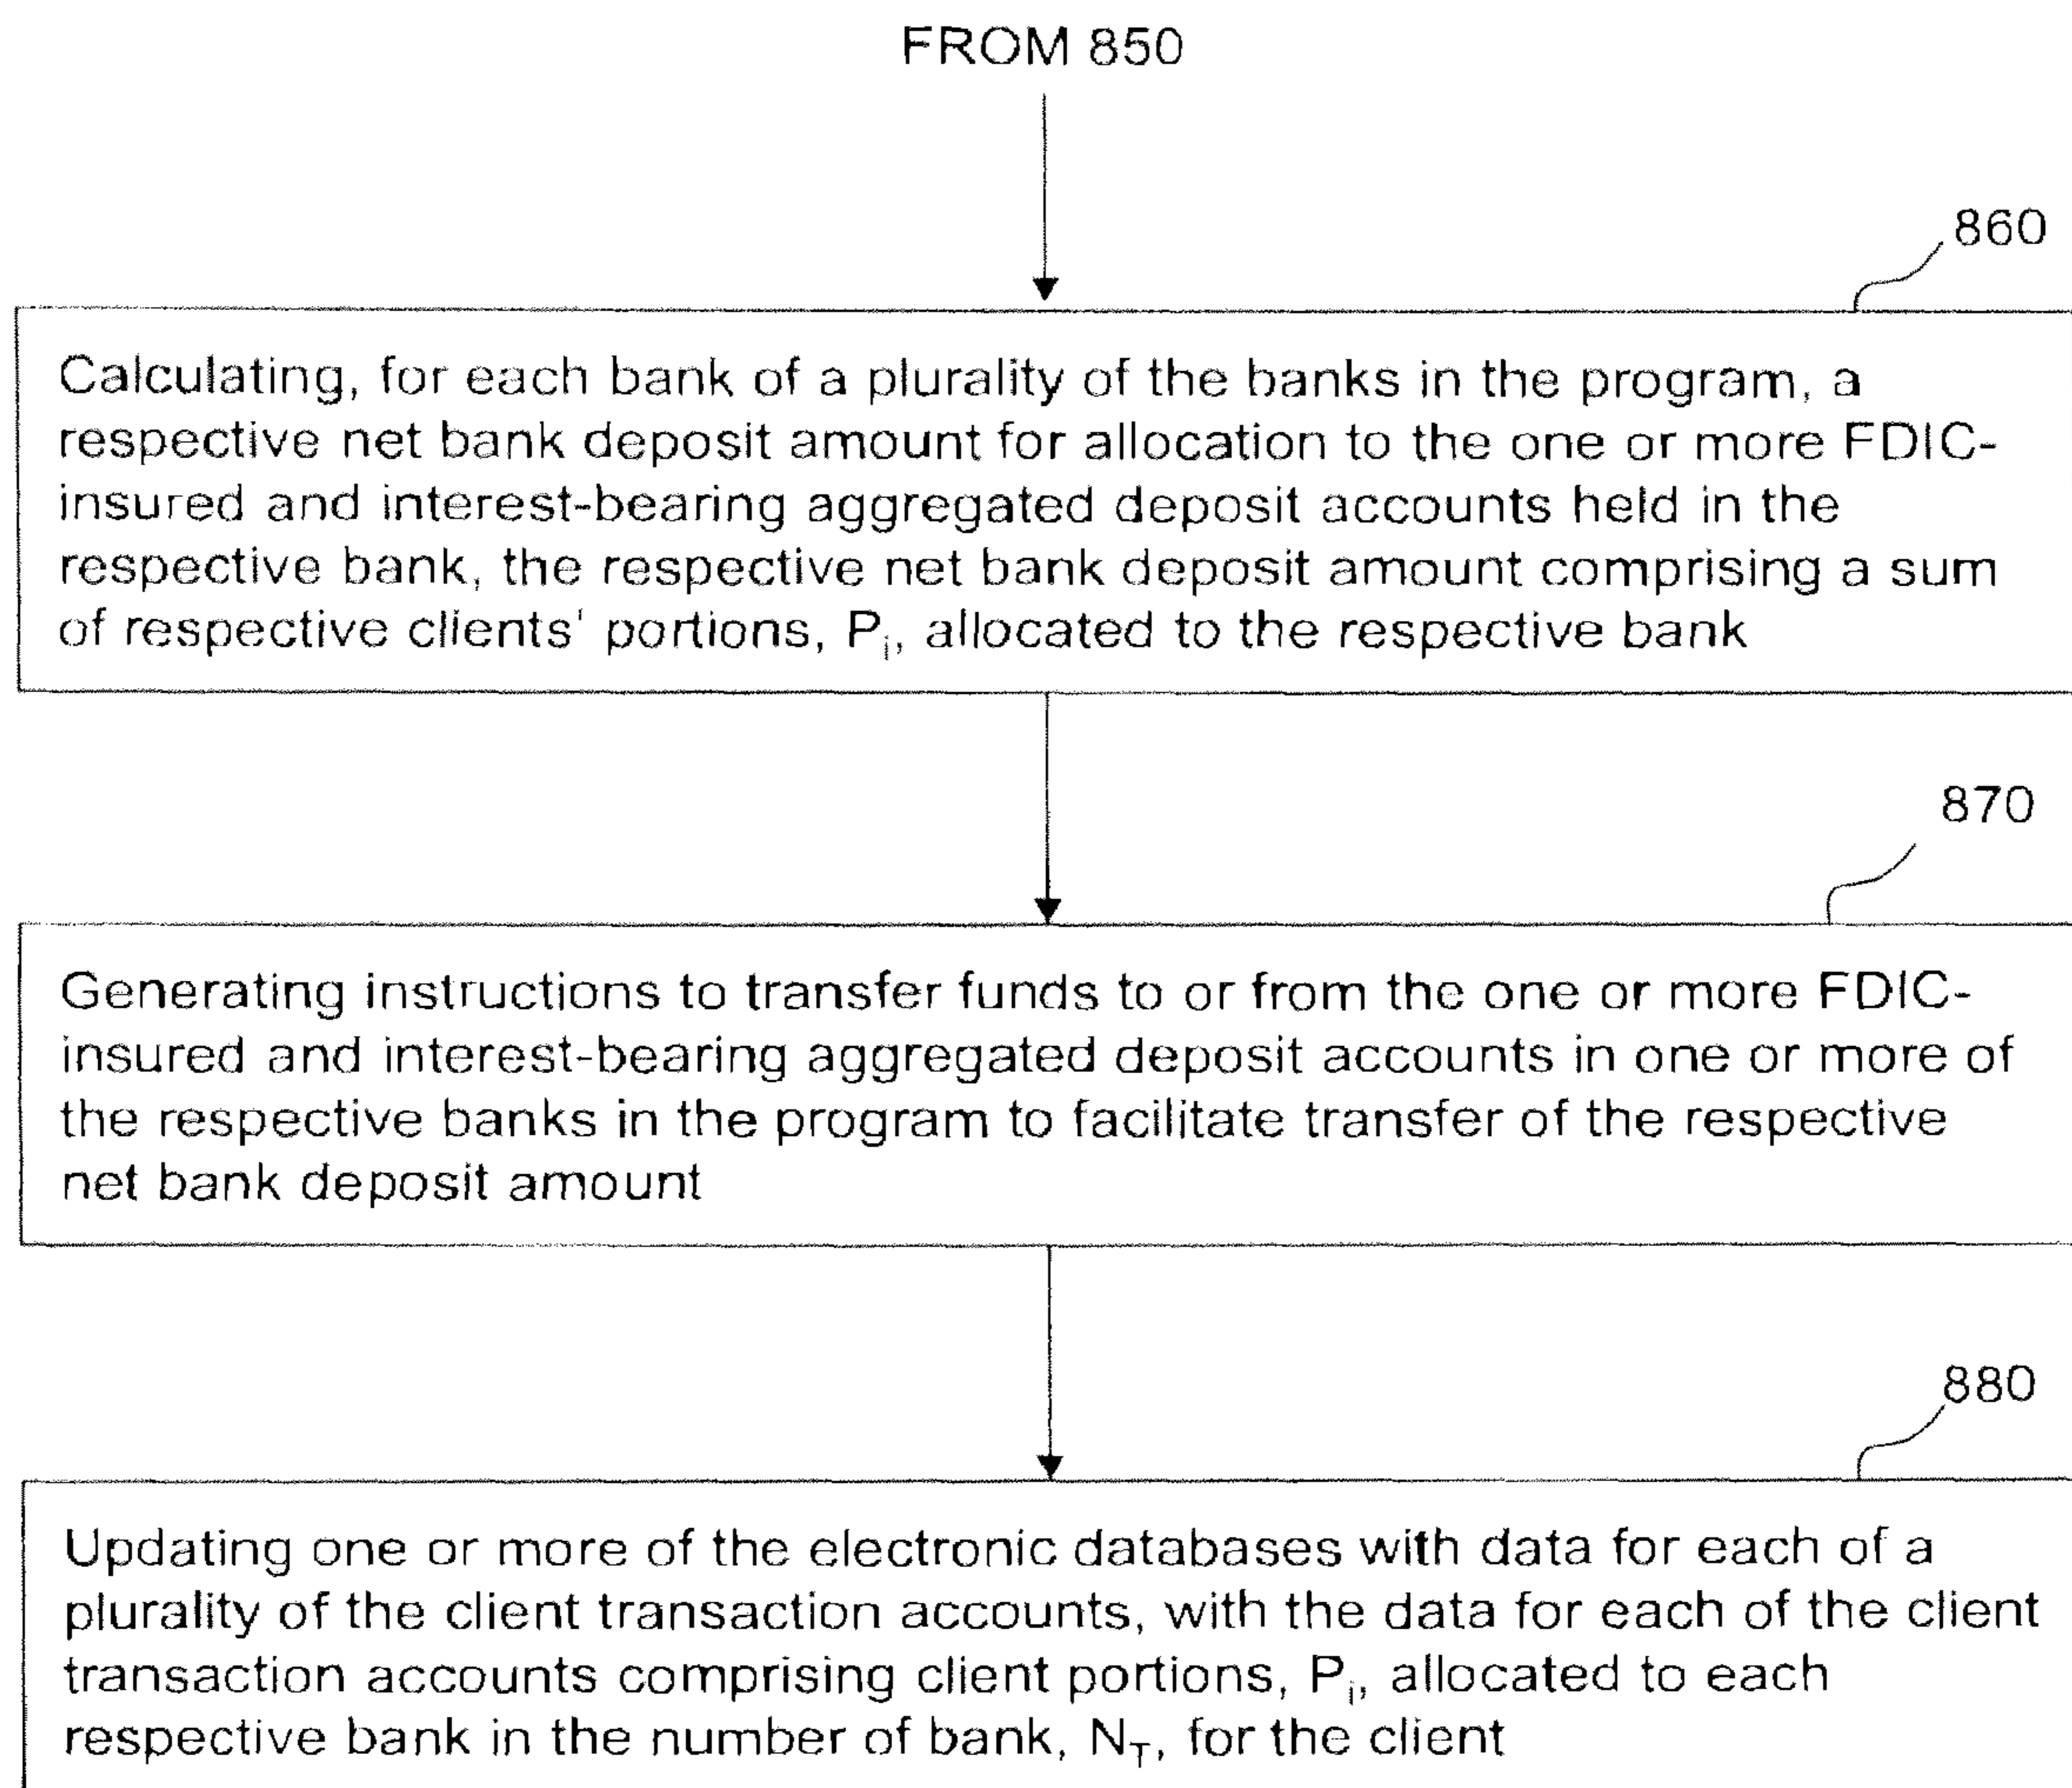 FROM 850
860
Calculating, for each bank of a plurality of the banks in the program, a
respective net bank deposit amount for allocation to the one or more FDIC-
insured and interest-bearing aggregated deposit accounts held in the
respective bank, the respective net bank deposit amount comprising a sum
of respective clients' portions, Pᵢ, allocated to the respective bank
870
Generating instructions to transfer funds to or from the one or more FDIC-
insured and interest-bearing aggregated deposit accounts in one or more of
the respective banks in the program to facilitate transfer of the respective
net bank deposit amount
880
Updating one or more of the electronic databases with data for each of a
plurality of the client transaction accounts, with the data for each of the client
transaction accounts comprising client portions, Pᵢ, allocated to each
respective bank in the number of bank, N_T, for the client